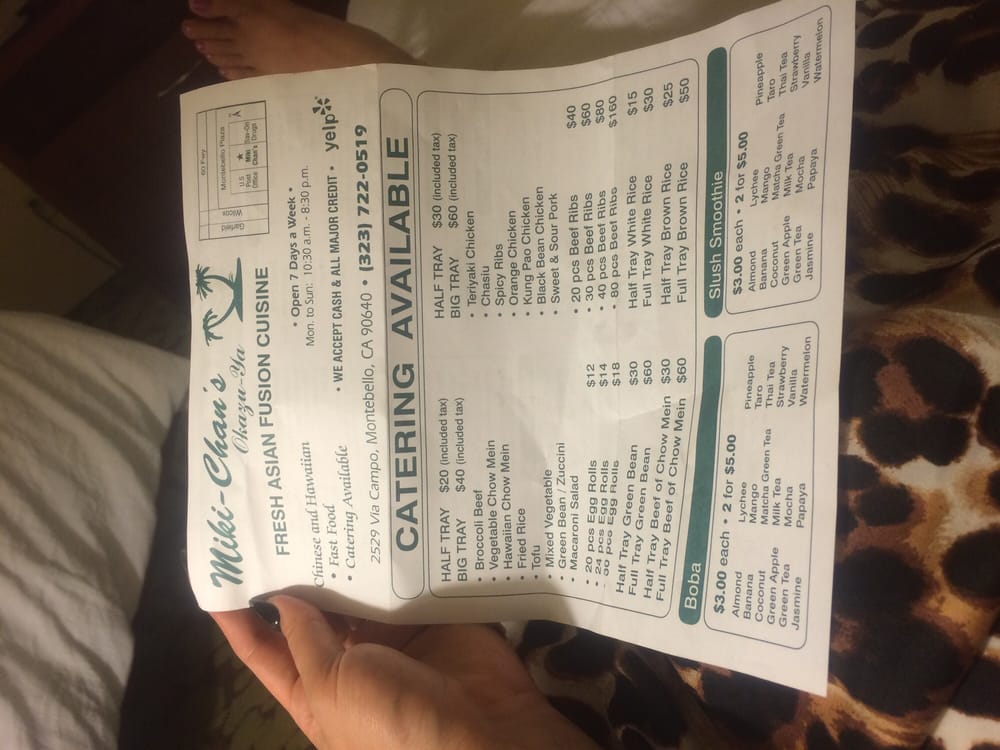 Miki-Chan's
Okazu-Ya
FRESH ASIAN FUSION CUISINE
60 Fwy
Montebello Plaza
Garfield
Wilcox
U.S Post Office
★ Miki Chan's
Sav-On Drugs
Chinese and Hawaiian
• Fast Food
• Catering Available
• Open 7 Days a Week •
Mon. to Sun: 10:30 a.m. - 8:30 p.m.
• WE ACCEPT CASH & ALL MAJOR CREDIT •
yelp
2529 Via Campo, Montebello, CA 90640 • (323) 722-0519
CATERING AVAILABLE
HALF TRAY $20 (included tax)
BIG TRAY $40 (included tax)
• Broccoli Beef
• Vegetable Chow Mein
• Hawaiian Chow Mein
• Fried Rice
• Tofu
• Mixed Vegetable
• Green Bean / Zuccini
• Macaroni Salad
• 20 pcs Egg Rolls $12
• 24 pcs Egg Rolls $14
• 30 pcs Egg Rolls $18
Half Tray Green Bean $30
Full Tray Green Bean $60
Half Tray Beef of Chow Mein $30
Full Tray Beef of Chow Mein $60
HALF TRAY $30 (included tax)
BIG TRAY $60 (included tax)
• Teriyaki Chicken
• Chasiu
• Spicy Ribs
• Orange Chicken
• Kung Pao Chicken
• Black Bean Chicken
• Sweet & Sour Pork
• 20 pcs Beef Ribs $40
• 30 pcs Beef Ribs $60
• 40 pcs Beef Ribs $80
• 80 pcs Beef Ribs $160
Half Tray White Rice $15
Full Tray White Rice $30
Half Tray Brown Rice $25
Full Tray Brown Rice $50
Boba
$3.00 each • 2 for $5.00
Almond Lychee Pineapple
Banana Mango Taro
Coconut Matcha Green Tea Thai Tea
Green Apple Milk Tea Strawberry
Green Tea Mocha Vanilla
Jasmine Papaya Watermelon
Slush Smoothie
$3.00 each • 2 for $5.00
Almond Lychee Pineapple
Banana Mango Taro
Coconut Matcha Green Tea Thai Tea
Green Apple Milk Tea Strawberry
Green Tea Mocha Vanilla
Jasmine Papaya Watermelon